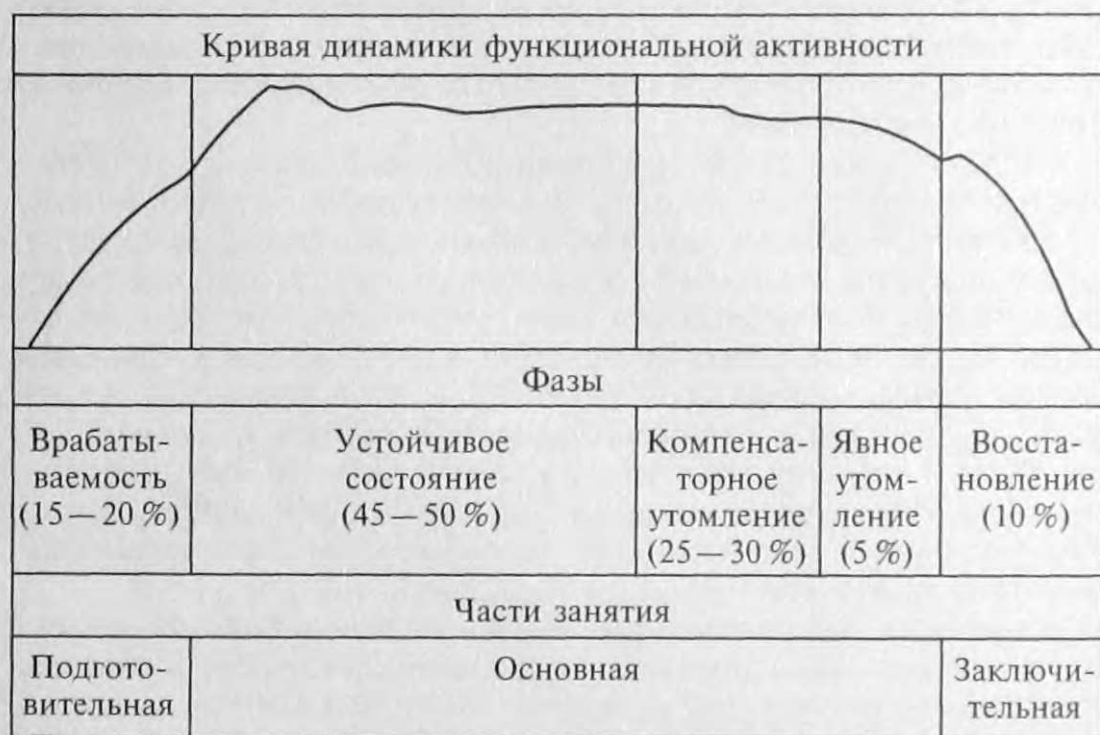 Кривая динамики функциональной активности
Фазы
Врабаты-
ваемость
(15—20 %)
Устойчивое
состояние
(45—50 %)
Компенса-
торное
утомление
(25—30 %)
Явное
утом-
ление
(5 %)
Восста-
новление
(10 %)
Части занятия
Подгото-
вительная
Основная
Заключи-
тельная